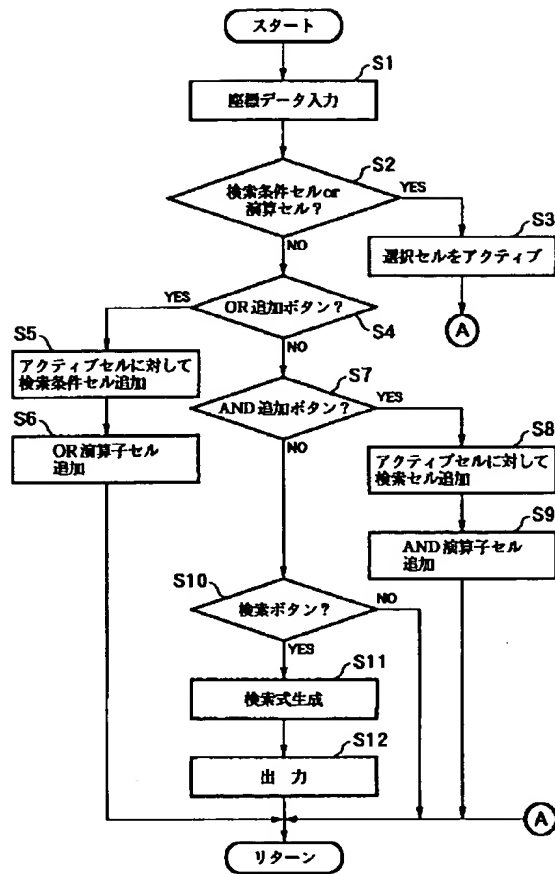 スタート
S1
座標データ入力
S2
検索条件セルor
演算セル?
YES
NO
S3
選択セルをアクティブ
A
OR追加ボタン?
YES
NO
S4
S5
アクティブセルに対して
検索条件セル追加
S6
OR演算子セル
追加
S7
AND追加ボタン?
YES
NO
S8
アクティブセルに対して
検索セル追加
S9
AND演算子セル
追加
S10
検索ボタン?
NO
YES
S11
検索式生成
S12
出 力
A
リターン